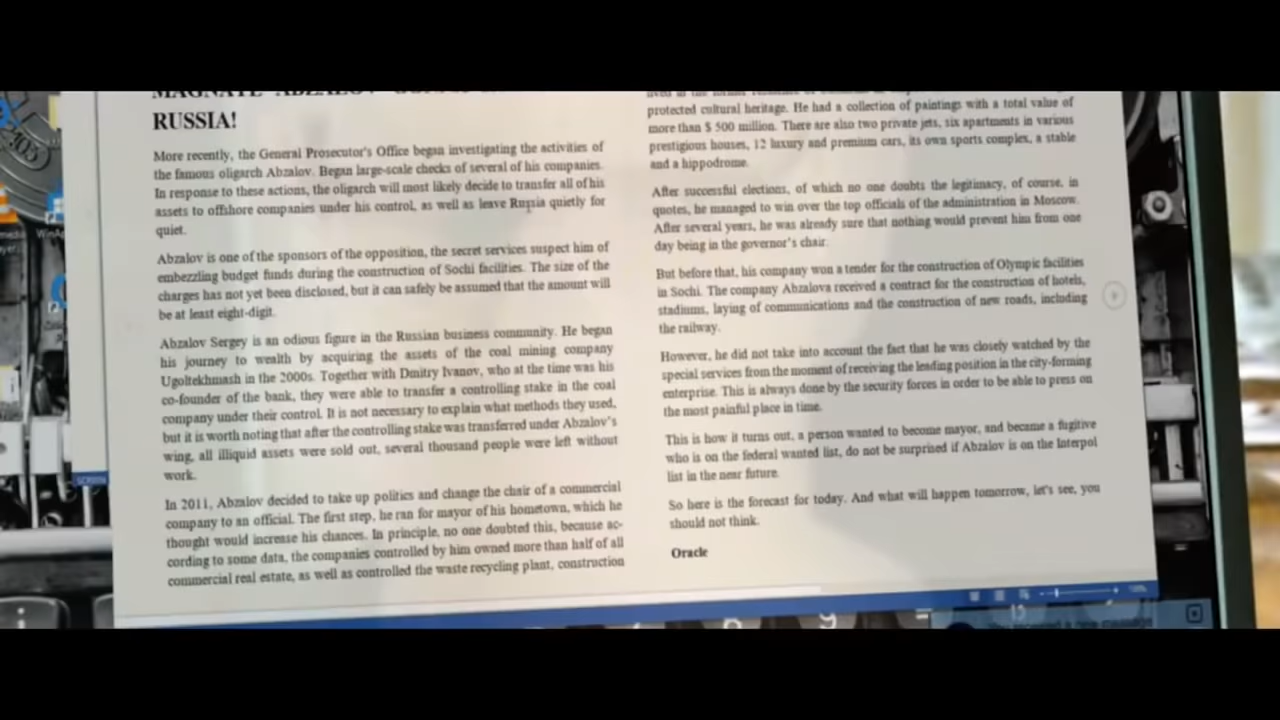 RUSSIA!
More recently, the General Prosecutor's Office began investigating the activities of
the famous oligarch Abzalov. Began large-scale checks of several of his companies.
In response to these actions, the oligarch will most likely decide to transfer all of his
assets to offshore companies under his control, as well as leave Russia quietly for
quiet.
Abzalov is one of the sponsors of the opposition, the secret services suspect him of
embezzling budget funds during the construction of Sochi facilities. The size of the
charges has not yet been disclosed, but it can safely be assumed that the amount will
be at least eight-digit.
Abzalov Sergey is an odious figure in the Russian business community. He began
his journey to wealth by acquiring the assets of the coal mining company
Ugoltekhmash in the 2000s. Together with Dmitry Ivanov, who at the time was his
co-founder of the bank, they were able to transfer a controlling stake in the coal
company under their control. It is not necessary to explain what methods they used,
but it is worth noting that after the controlling stake was transferred under Abzalov's
wing, all illiquid assets were sold out, several thousand people were left without
work.
In 2011, Abzalov decided to take up politics and change the chair of a commercial
company to an official. The first step, he ran for mayor of his hometown, which he
thought would increase his chances. In principle, no one doubted this, because ac-
cording to some data, the companies controlled by him owned more than half of all
commercial real estate, as well as controlled the waste recycling plant, construction
protected cultural heritage. He had a collection of paintings with a total value of
more than $ 500 million. There are also two private jets, six apartments in various
prestigious houses, 12 luxury and premium cars, its own sports complex, a stable
and a hippodrome.
After successful elections, of which no one doubts the legitimacy, of course, in
quotes, he managed to win over the top officials of the administration in Moscow.
After several years, he was already sure that nothing would prevent him from one
day being in the governor's chair.
But before that, his company won a tender for the construction of Olympic facilities
in Sochi. The company Abzalova received a contract for the construction of hotels,
stadiums, laying of communications and the construction of new roads, including
the railway.
However, he did not take into account the fact that he was closely watched by the
special services from the moment of receiving the leading position in the city-forming
enterprise. This is always done by the security forces in order to be able to press on
the most painful place in time.
This is how it turns out, a person wanted to become mayor, and became a fugitive
who is on the federal wanted list, do not be surprised if Abzalov is on the Interpol
list in the near future.
So here is the forecast for today. And what will happen tomorrow, let's see, you
should not think.
Oracle